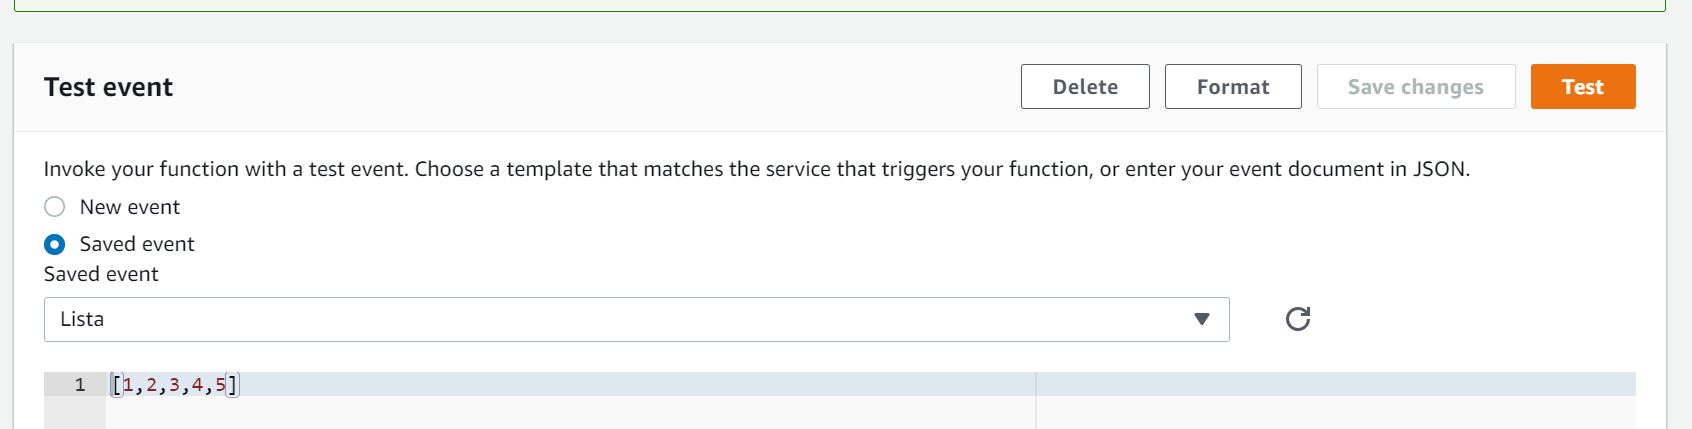 Test event
Delete
Format
Save changes
Test
Invoke your function with a test event. Choose a template that matches the service that triggers your function, or enter your event document in JSON.
New event
Saved event
Saved event
Lista
1 [1,2,3,4,5]